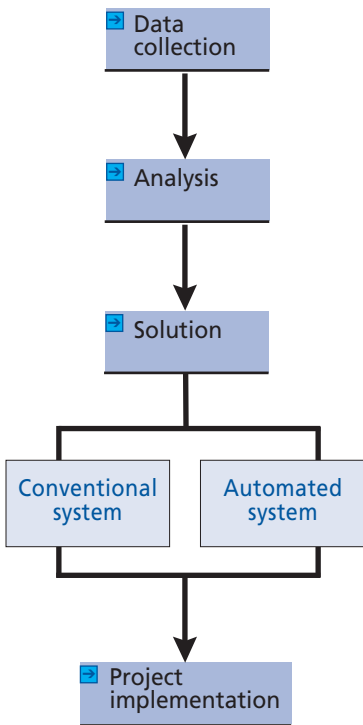 Data
collection
Analysis
Solution
Conventional
system
Automated
system
Project
implementation